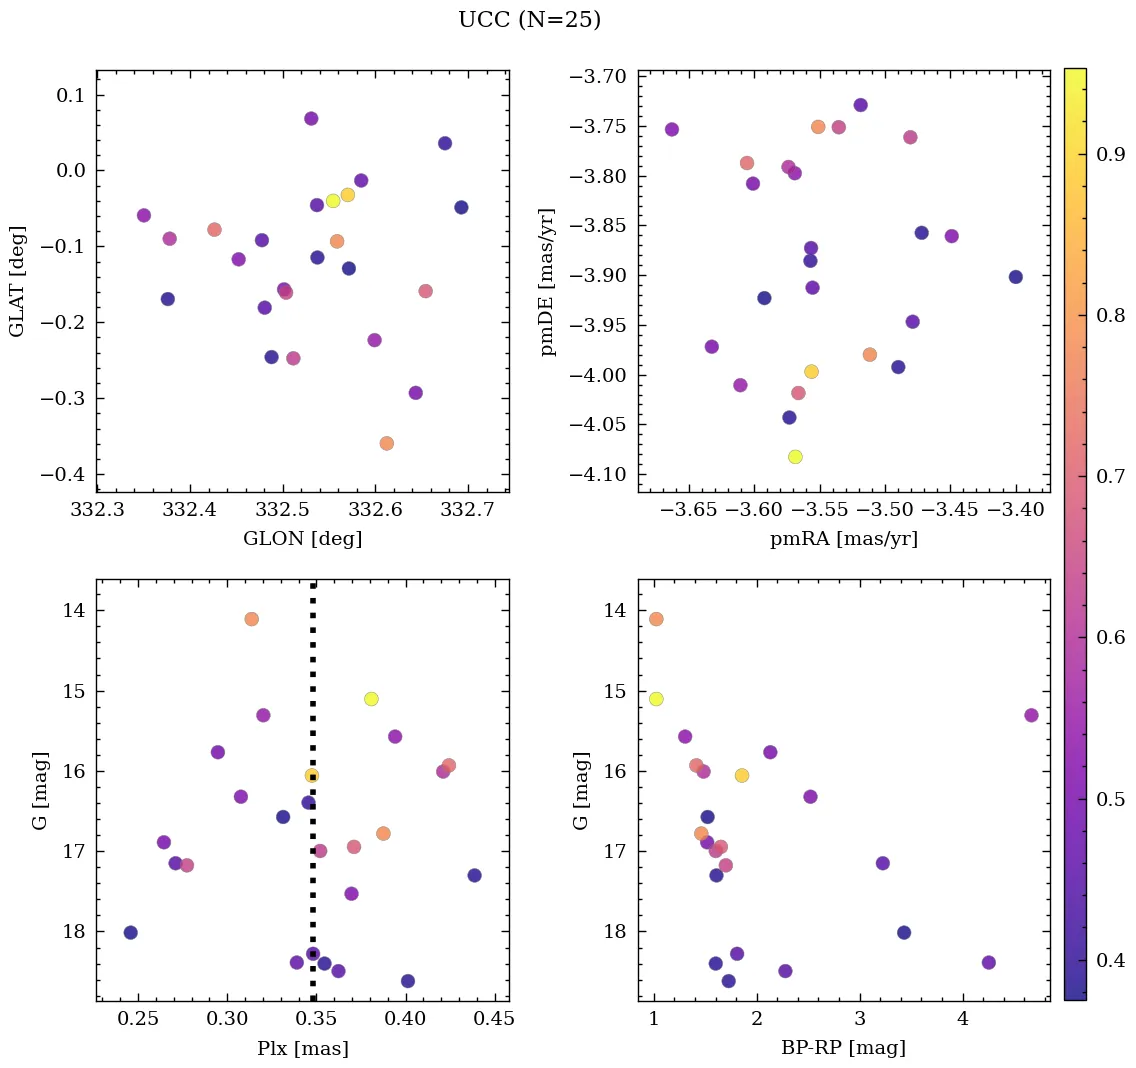 UCC (N=25)
0.1
0.0
−0.1
−0.2
−0.3
−0.4
GLAT [deg]
332.3 332.4 332.5 332.6 332.7
GLON [deg]
−3.70
−3.75
−3.80
−3.85
−3.90
−3.95
−4.00
−4.05
−4.10
pmDE [mas/yr]
−3.65 −3.60 −3.55 −3.50 −3.45 −3.40
pmRA [mas/yr]
14
15
16
17
18
G [mag]
0.25 0.30 0.35 0.40 0.45
Plx [mas]
14
15
16
17
18
G [mag]
1 2 3 4
BP-RP [mag]
0.9
0.8
0.7
0.6
0.5
0.4